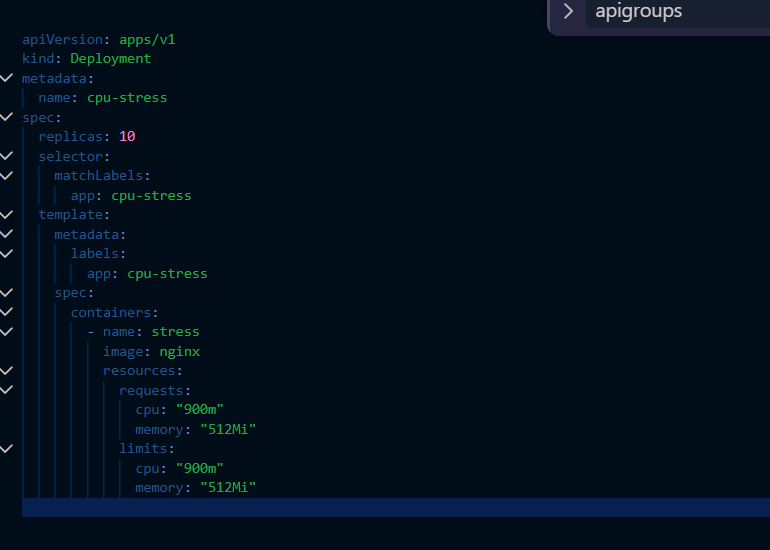 apigroups
apiVersion: apps/v1
kind: Deployment
metadata:
  name: cpu-stress
spec:
  replicas: 10
  selector:
    matchLabels:
      app: cpu-stress
  template:
    metadata:
      labels:
        app: cpu-stress
    spec:
      containers:
        - name: stress
          image: nginx
          resources:
            requests:
              cpu: "900m"
              memory: "512Mi"
            limits:
              cpu: "900m"
              memory: "512Mi"